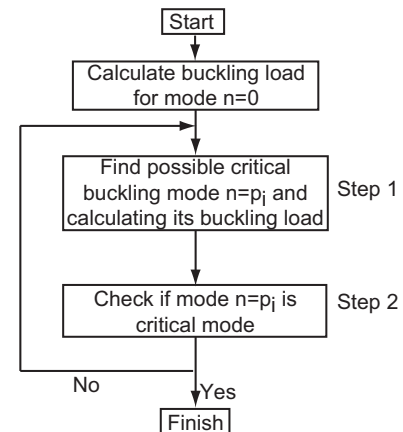 Start
Calculate buckling load
for mode n=0
Find possible critical
buckling mode n=pi and
calculating its buckling load
Step 1
Check if mode n=pi is
critical mode
Step 2
No
Yes
Finish